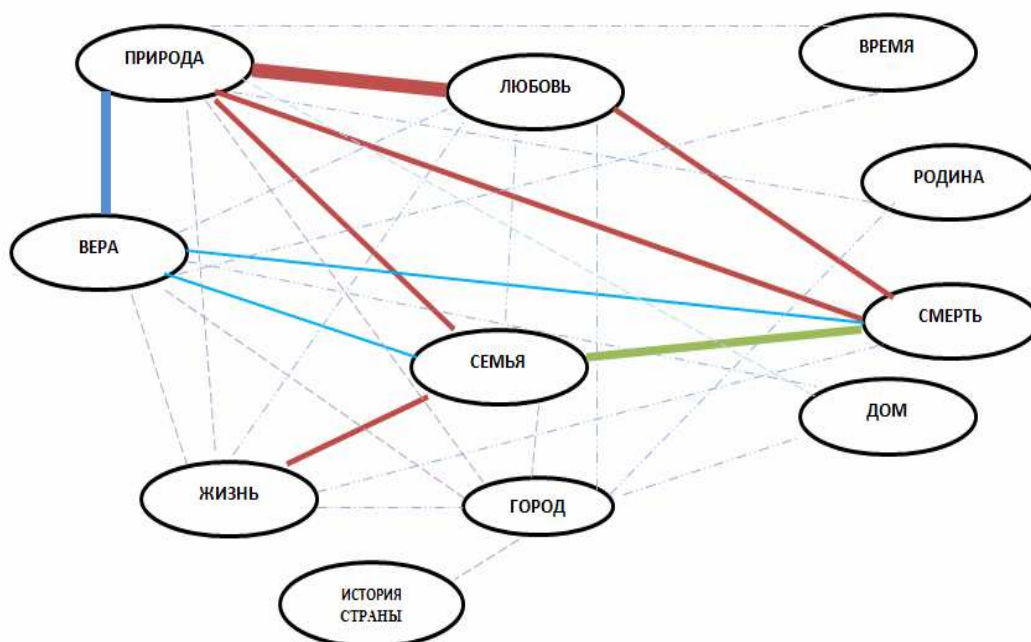 ПРИРОДА
ВРЕМЯ
ЛЮБОВЬ
РОДИНА
ВЕРА
СМЕРТЬ
СЕМЬЯ
ДОМ
ЖИЗНЬ
ГОРОД
ИСТОРИЯ
СТРАНЫ